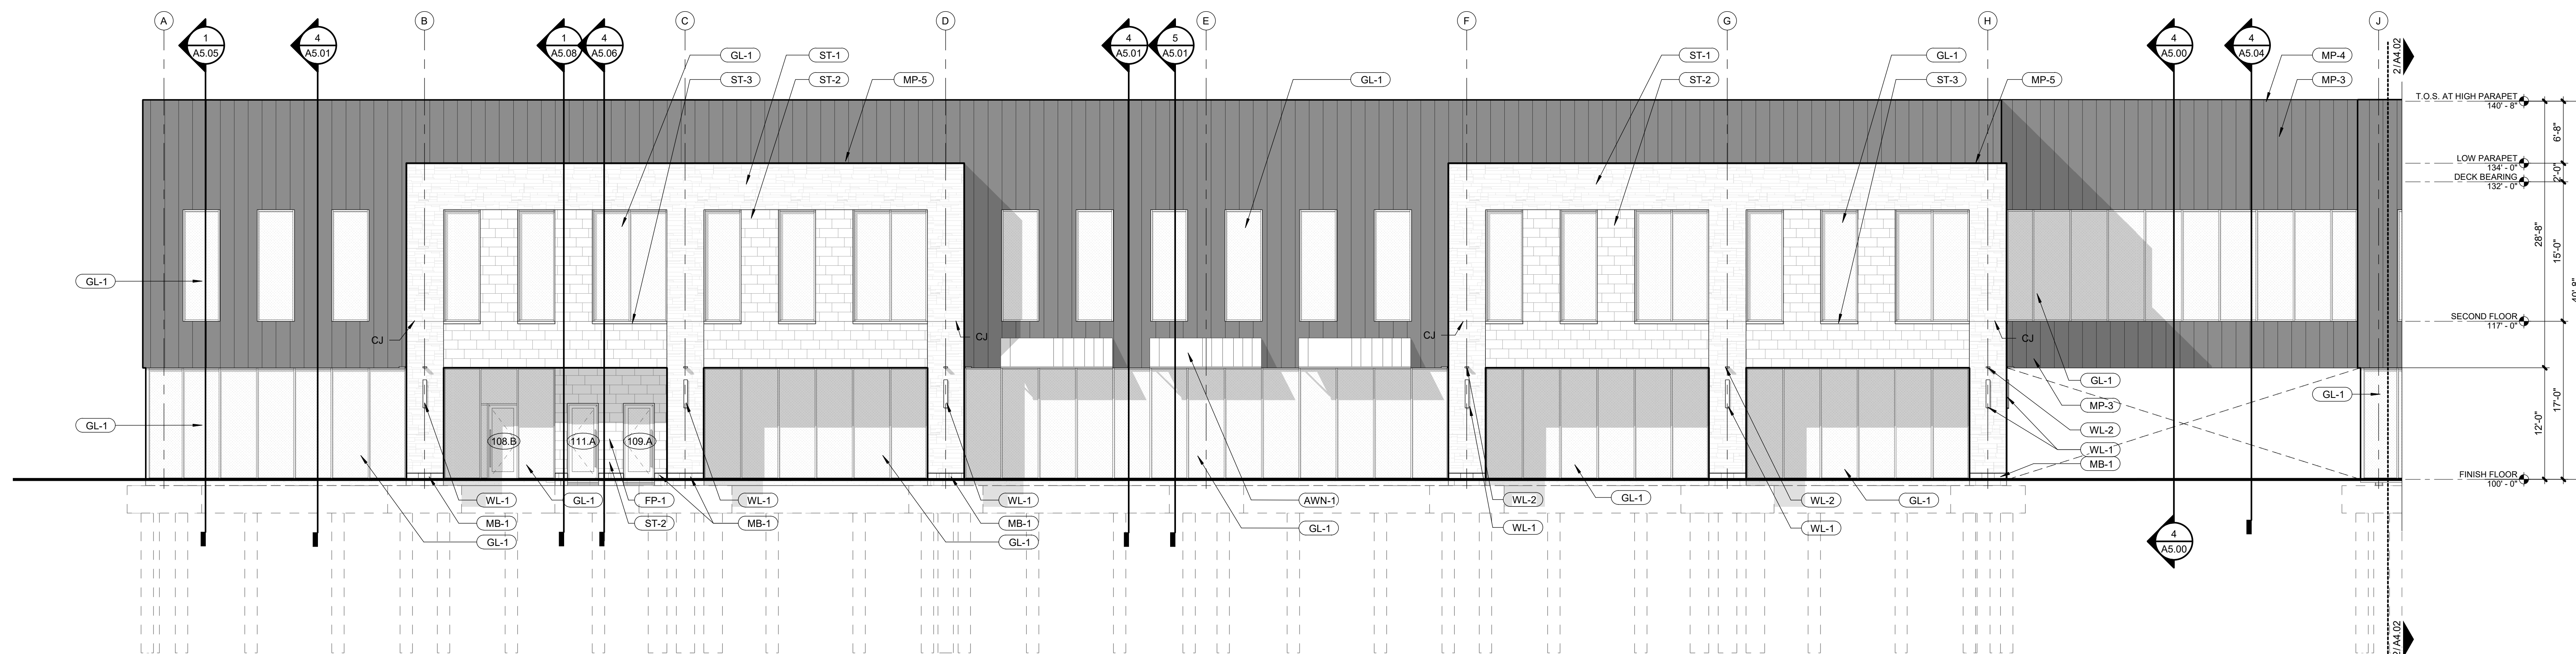 A
B
C
D
E
F
G
H
J
1
A5.05
4
A5.01
1
A5.08
4
A5.06
4
A5.01
5
A5.01
4
A5.00
4
A5.04
2/ A4.02
GL-1
ST-3
ST-1
ST-2
MP-5
GL-1
ST-1
ST-2
GL-1
ST-3
MP-5
MP-4
MP-3
T.O.S. AT HIGH PARAPET
140' - 8"
LOW PARAPET
134' - 0"
DECK BEARING
132' - 0"
SECOND FLOOR
117' - 0"
FINISH FLOOR
100' - 0"
6'-8"
2'-0"
15'-0"
17'-0"
28'-8"
12'-0"
GL-1
GL-1
CJ
CJ
CJ
CJ
108.B
111.A
109.A
GL-1
MP-3
WL-2
WL-1
MB-1
GL-1
WL-1
MB-1
GL-1
GL-1
FP-1
ST-2
WL-1
MB-1
WL-1
MB-1
GL-1
AWN-1
GL-1
WL-2
WL-1
GL-1
WL-2
WL-1
GL-1
4
A5.00